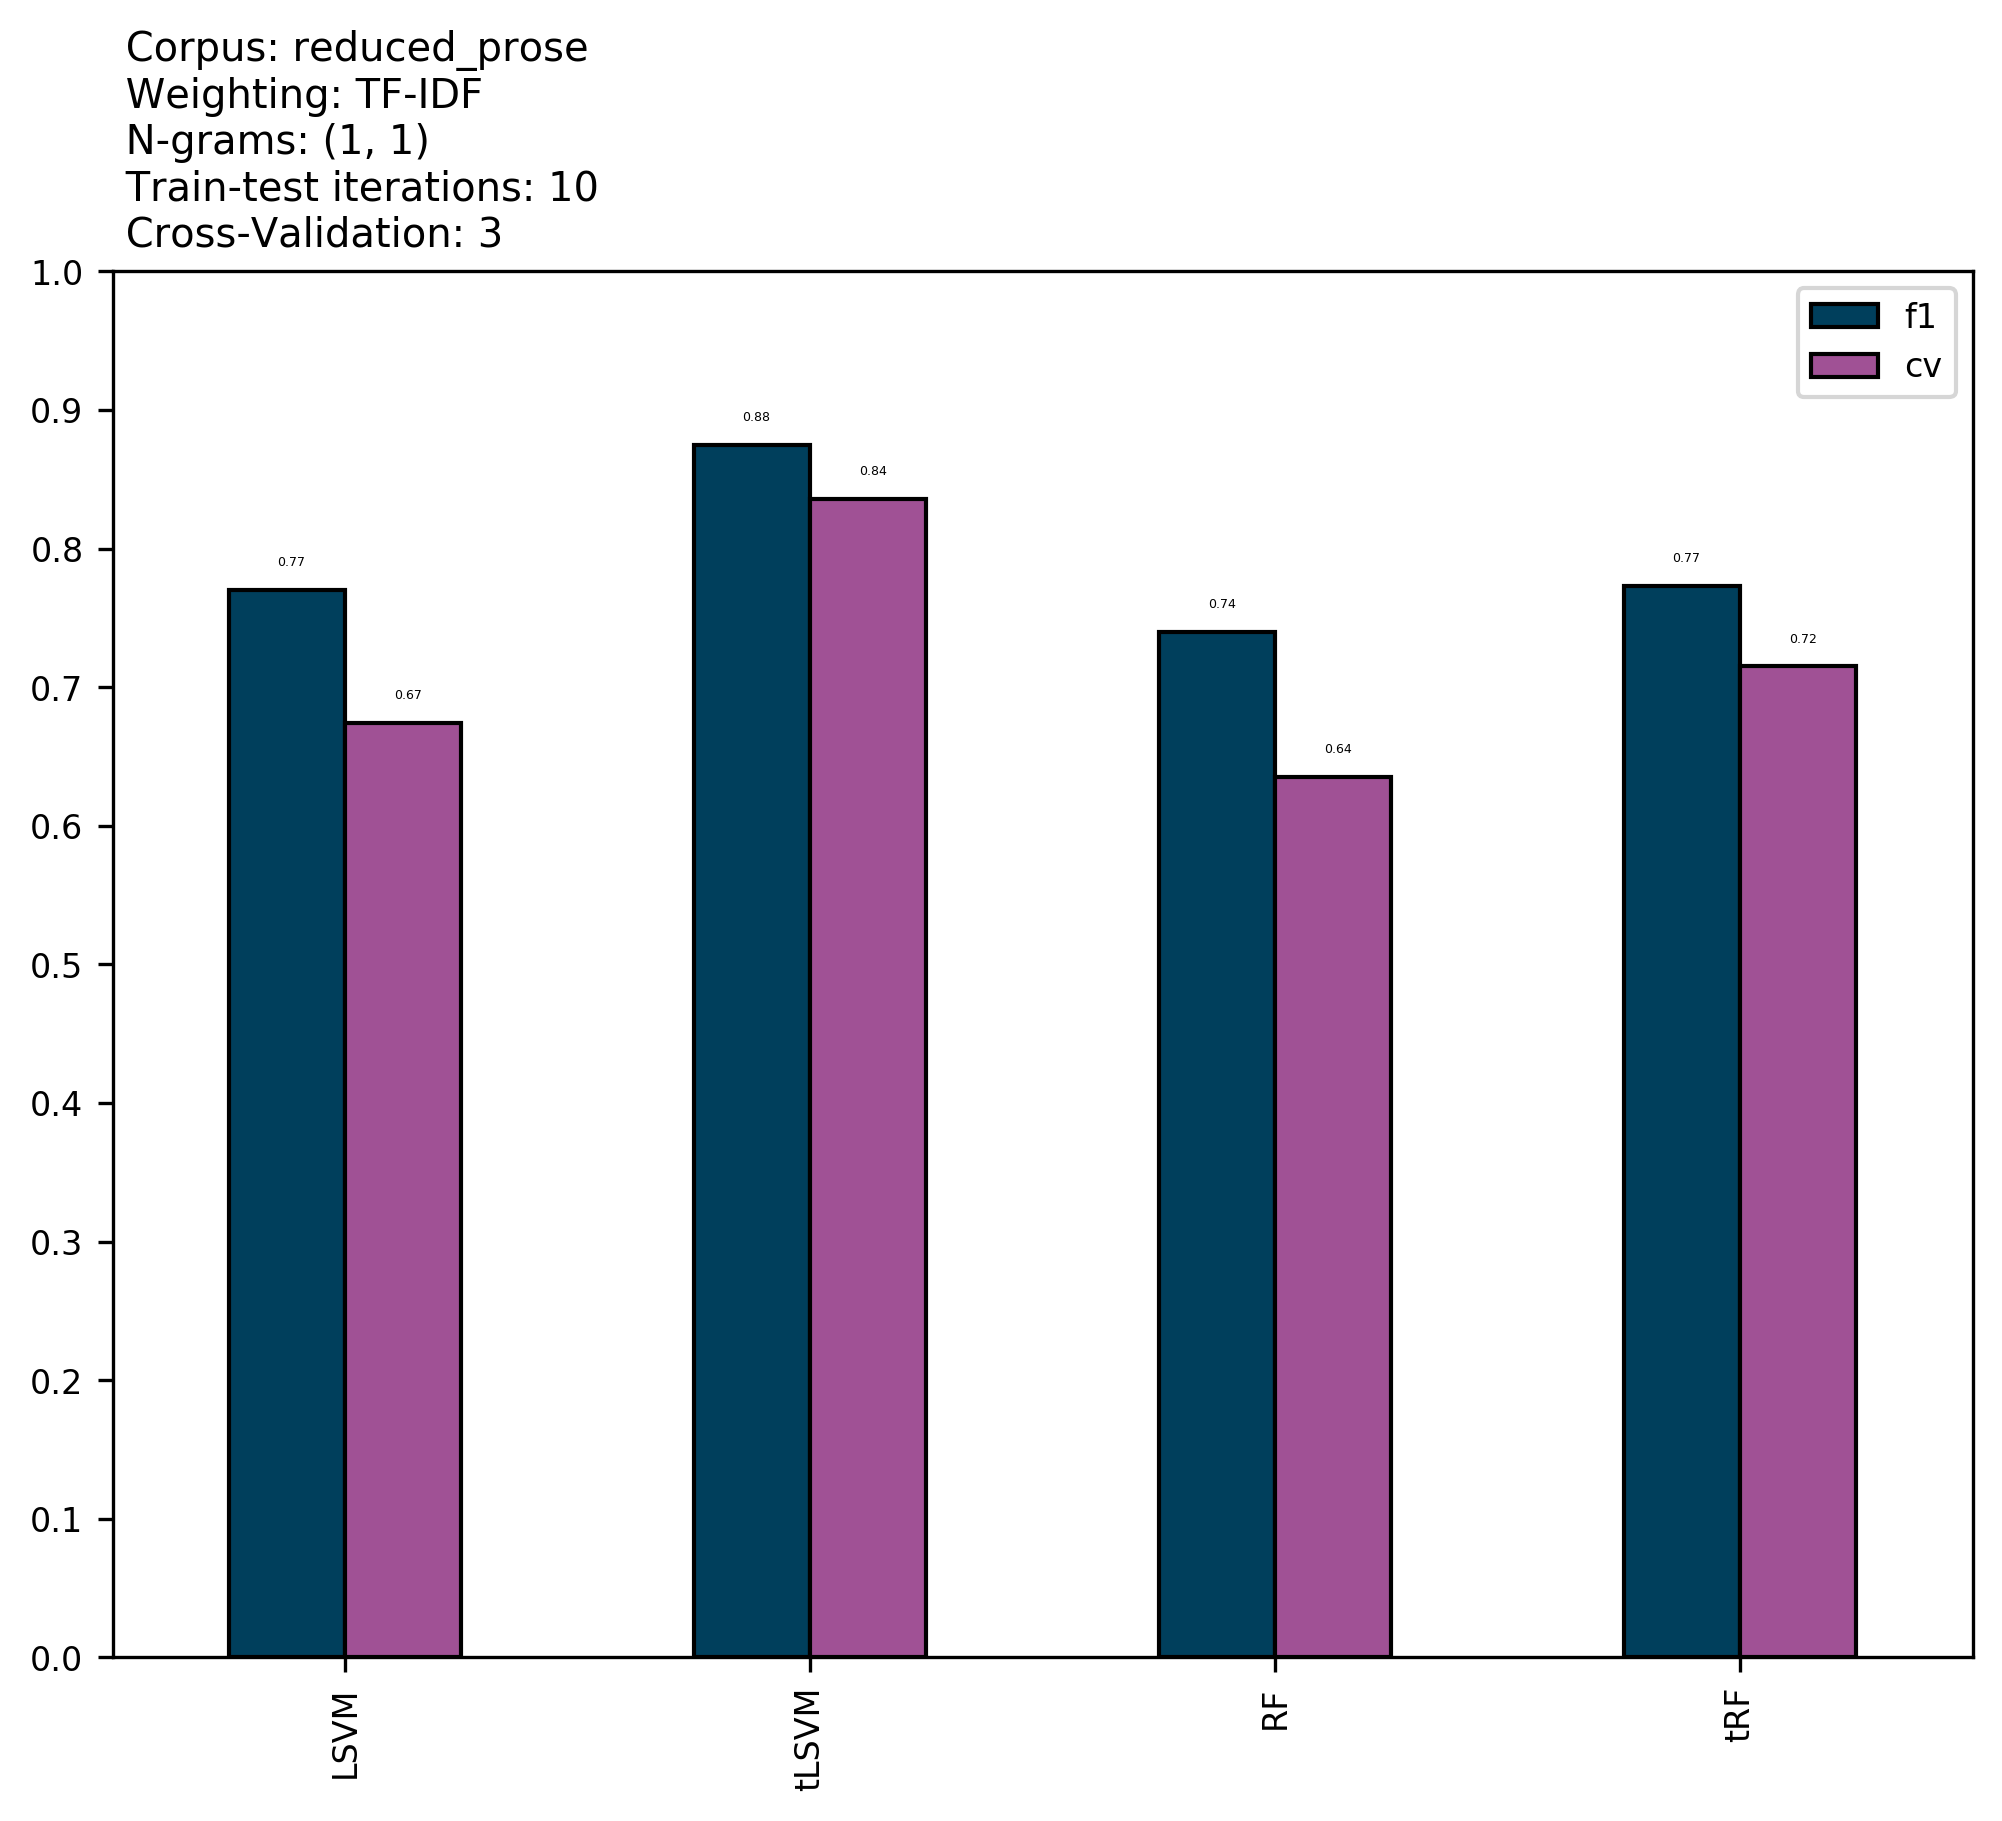 Corpus: reduced_prose
Weighting: TF-IDF
N-grams: (1, 1)
Train-test iterations: 10
Cross-Validation: 3
1.0
f1
cv
0.9
0.88
0.84
0.8
0.77
0.77
0.74
0.72
0.7
0.67
0.64
0.6
0.5
0.4
0.3
0.2
0.1
0.0
LSVM
tLSVM
RF
tRF